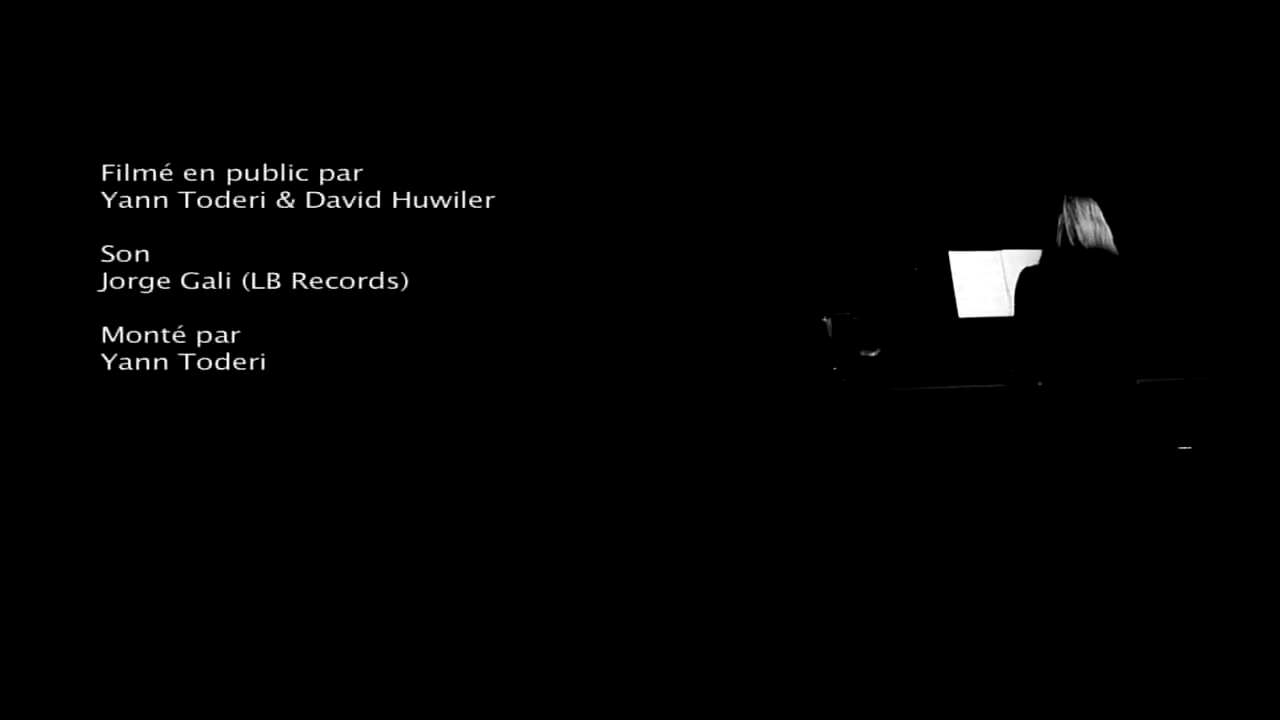 Filmé en public par
Yann Toderi & David Huwiler
Son
Jorge Gali (LB Records)
Monté par
Yann Toderi